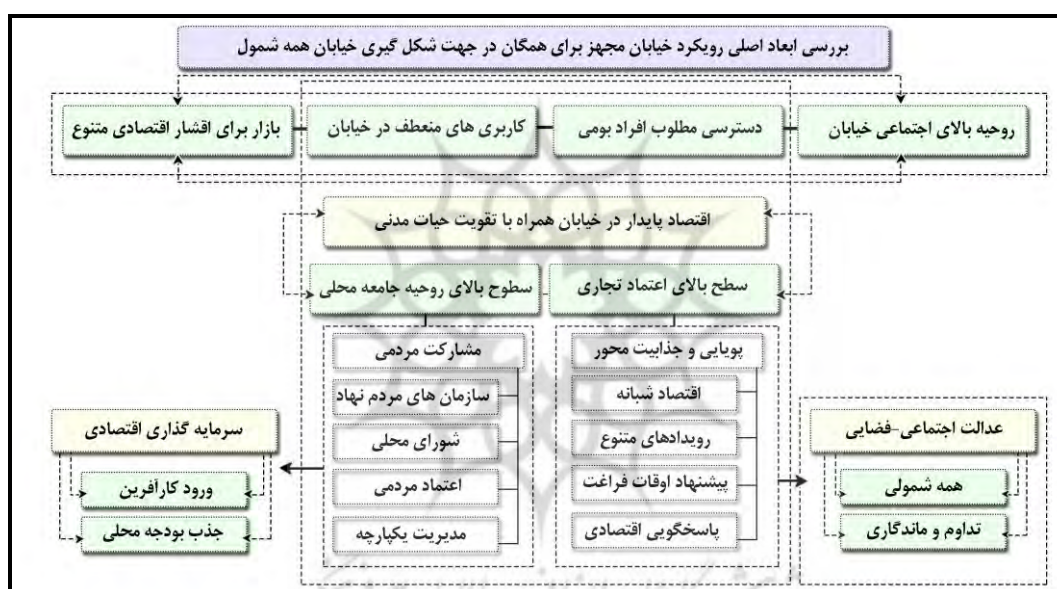 بررسی ابعاد اصلی رویکرد خیابان مجهز برای همگان در جهت شکل گیری خیابان همه شمول
روحیه بالای اجتماعی خیابان
دسترسی مطلوب افراد بومی
کاربری های منعطف در خیابان
بازار برای اقشار اقتصادی متنوع
اقتصاد پایدار در خیابان همراه با تقویت حیات مدنی
سطح بالای اعتماد تجاری
سطوح بالای روحیه جامعه محلی
پویایی و جذابیت محور
اقتصاد شبانه
رویدادهای متنوع
پیشنهاد اوقات فراغت
پاسخگویی اقتصادی
مشارکت مردمی
سازمان های مردم نهاد
شورای محلی
اعتماد مردمی
مدیریت یکپارچه
عدالت اجتماعی-فضایی
همه شمولی
تداوم و ماندگاری
سرمایه گذاری اقتصادی
ورود کارآفرین
جذب بودجه محلی